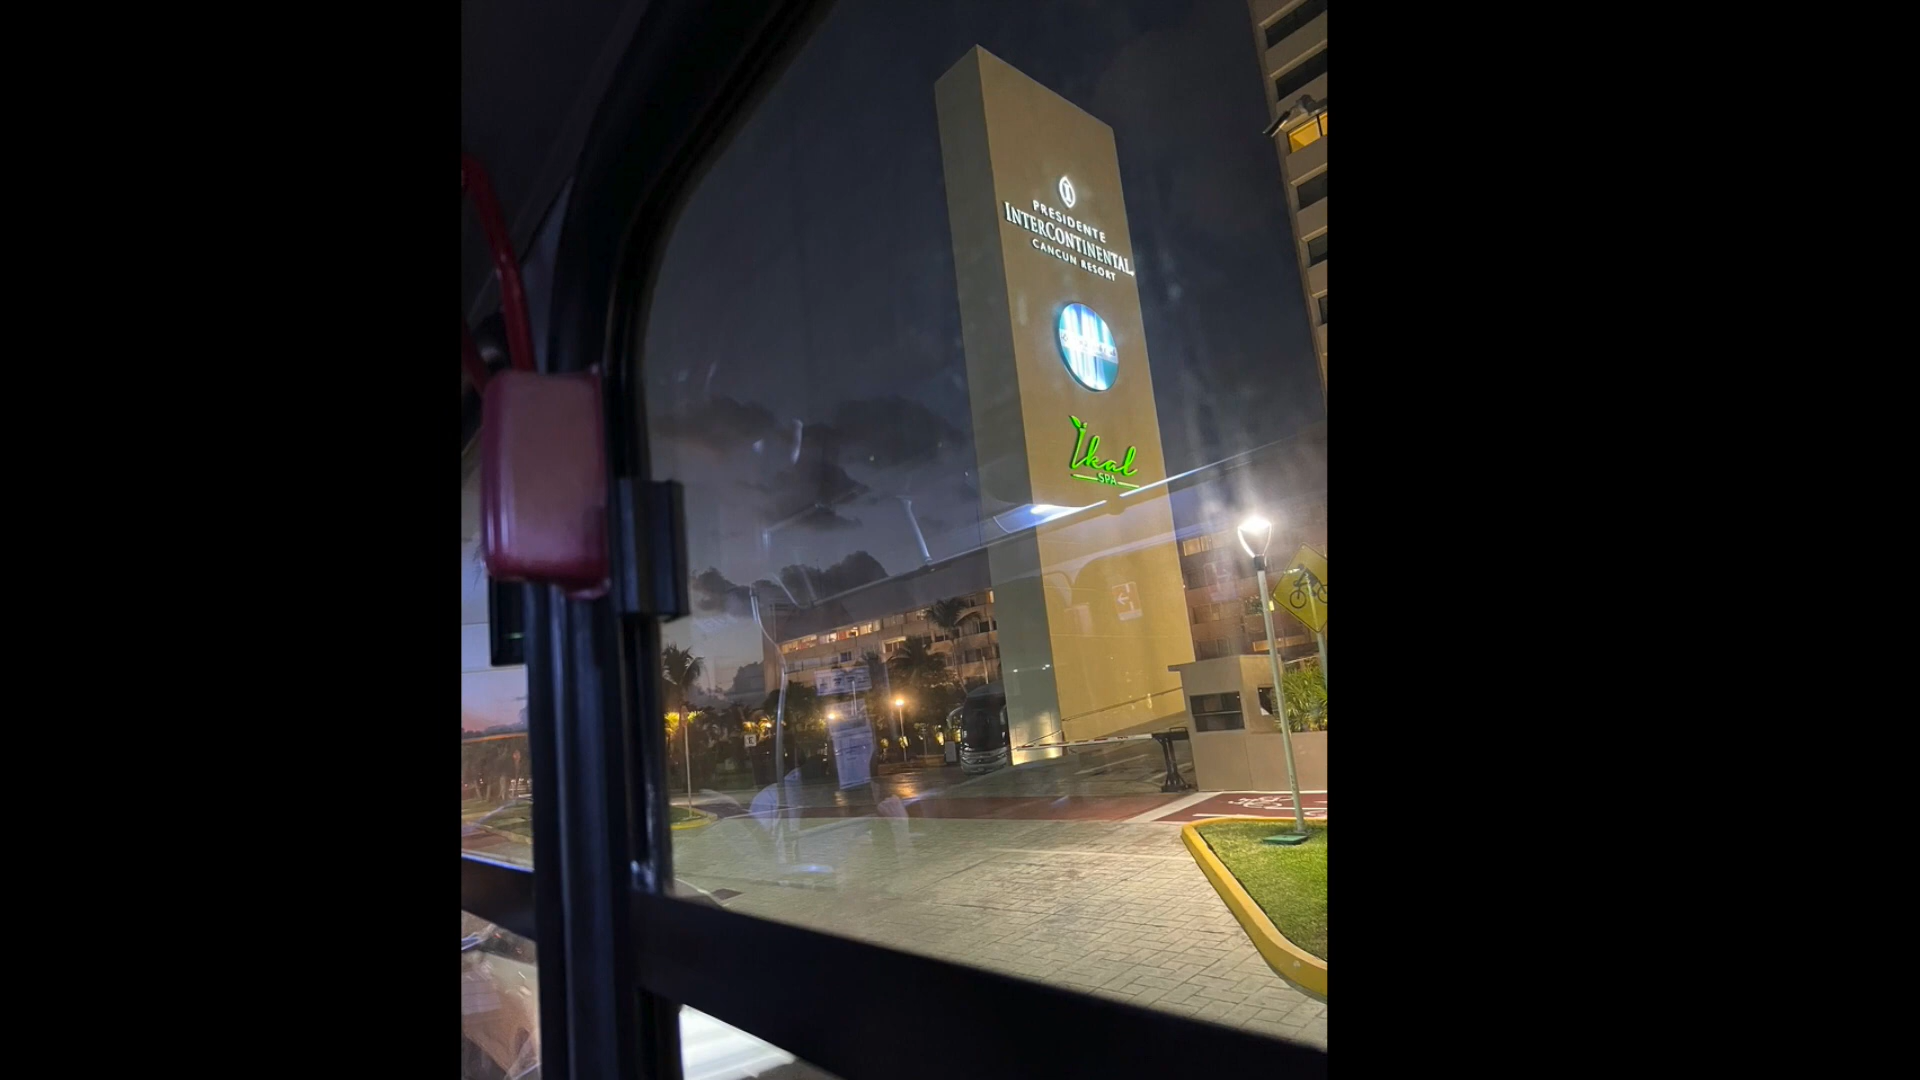 PRESIDENTE
INTERCONTINENTAL
CANCUN RESORT
Ikal
SPA
E